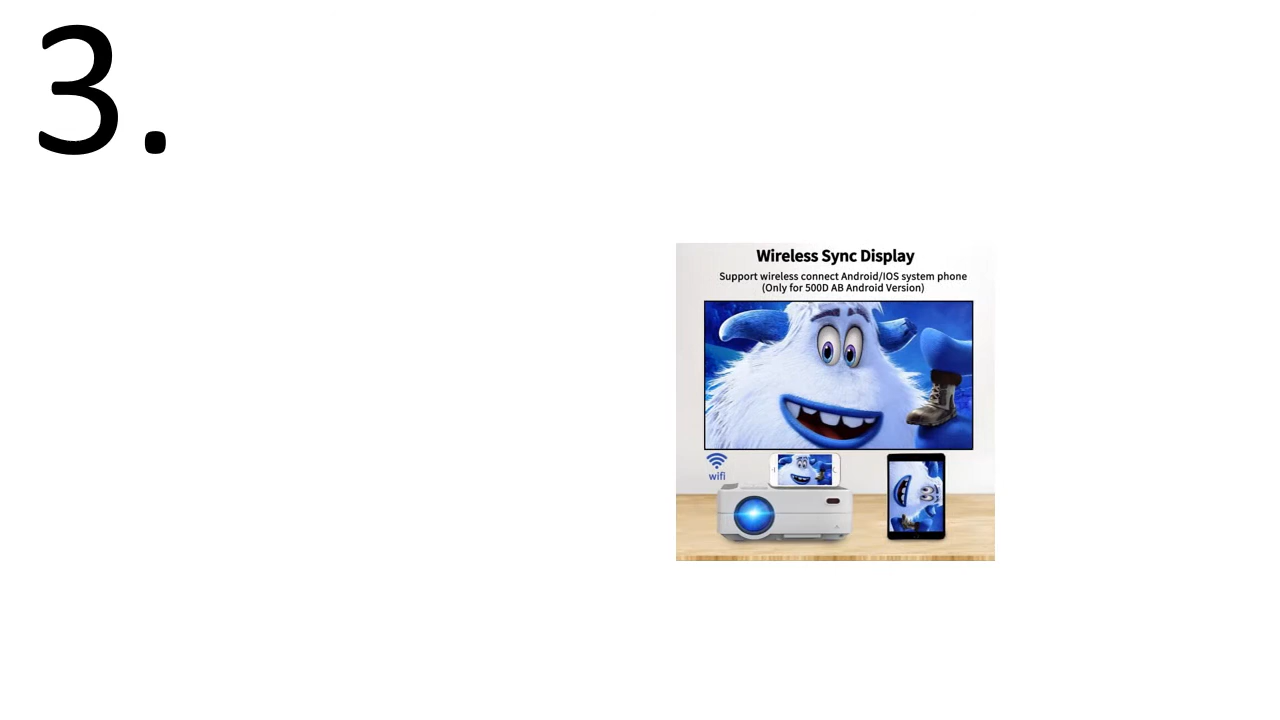 3.
Wireless Sync Display
Support wireless connect Android/IOS system phone
(Only for 500D AB Android Version)
wifi